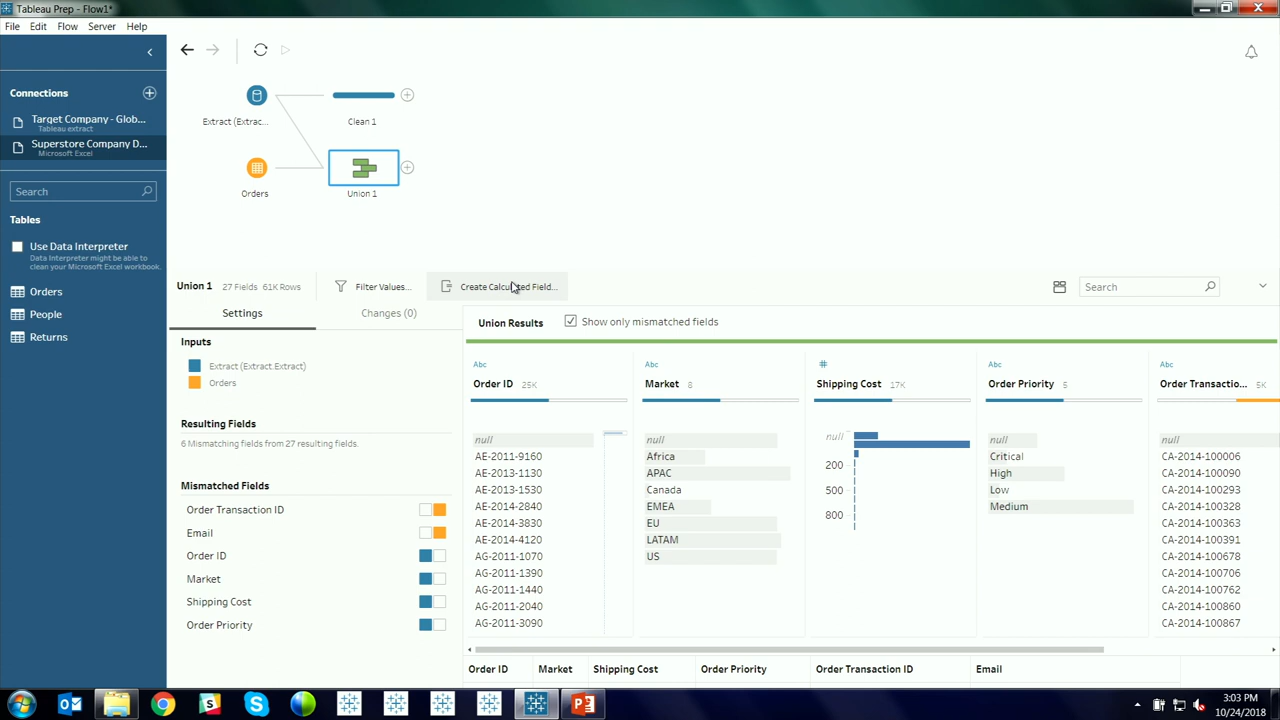 Tableau Prep - Flow1*
File Edit Flow Server Help
Connections
Target Company - Glob...
Tableau extract
Superstore Company D...
Microsoft Excel
Search
Tables
Use Data Interpreter
Data Interpreter might be able to
clean your Microsoft Excel workbook.
Orders
People
Returns
Extract (Extrac...
Clean 1
Orders
Union 1
Union 1 27 Fields 61K Rows Filter Values... Create Calculated Field... Search
Settings Changes (0)
Inputs
Extract (Extract.Extract)
Orders
Resulting Fields
6 Mismatching fields from 27 resulting fields.
Mismatched Fields
Order Transaction ID
Email
Order ID
Market
Shipping Cost
Order Priority
Union Results Show only mismatched fields
Abc
Order ID 25K
null
AE-2011-9160
AE-2013-1130
AE-2013-1530
AE-2014-2840
AE-2014-3830
AE-2014-4120
AG-2011-1070
AG-2011-1390
AG-2011-1440
AG-2011-2040
AG-2011-3090
Abc
Market 8
null
Africa
APAC
Canada
EMEA
EU
LATAM
US
#
Shipping Cost 17K
null
200
500
800
Abc
Order Priority 5
null
Critical
High
Low
Medium
Abc
Order Transactio... 5K
null
CA-2014-100006
CA-2014-100090
CA-2014-100293
CA-2014-100328
CA-2014-100363
CA-2014-100391
CA-2014-100678
CA-2014-100706
CA-2014-100762
CA-2014-100860
CA-2014-100867
Order ID Market Shipping Cost Order Priority Order Transaction ID Email
3:03 PM
10/24/2018